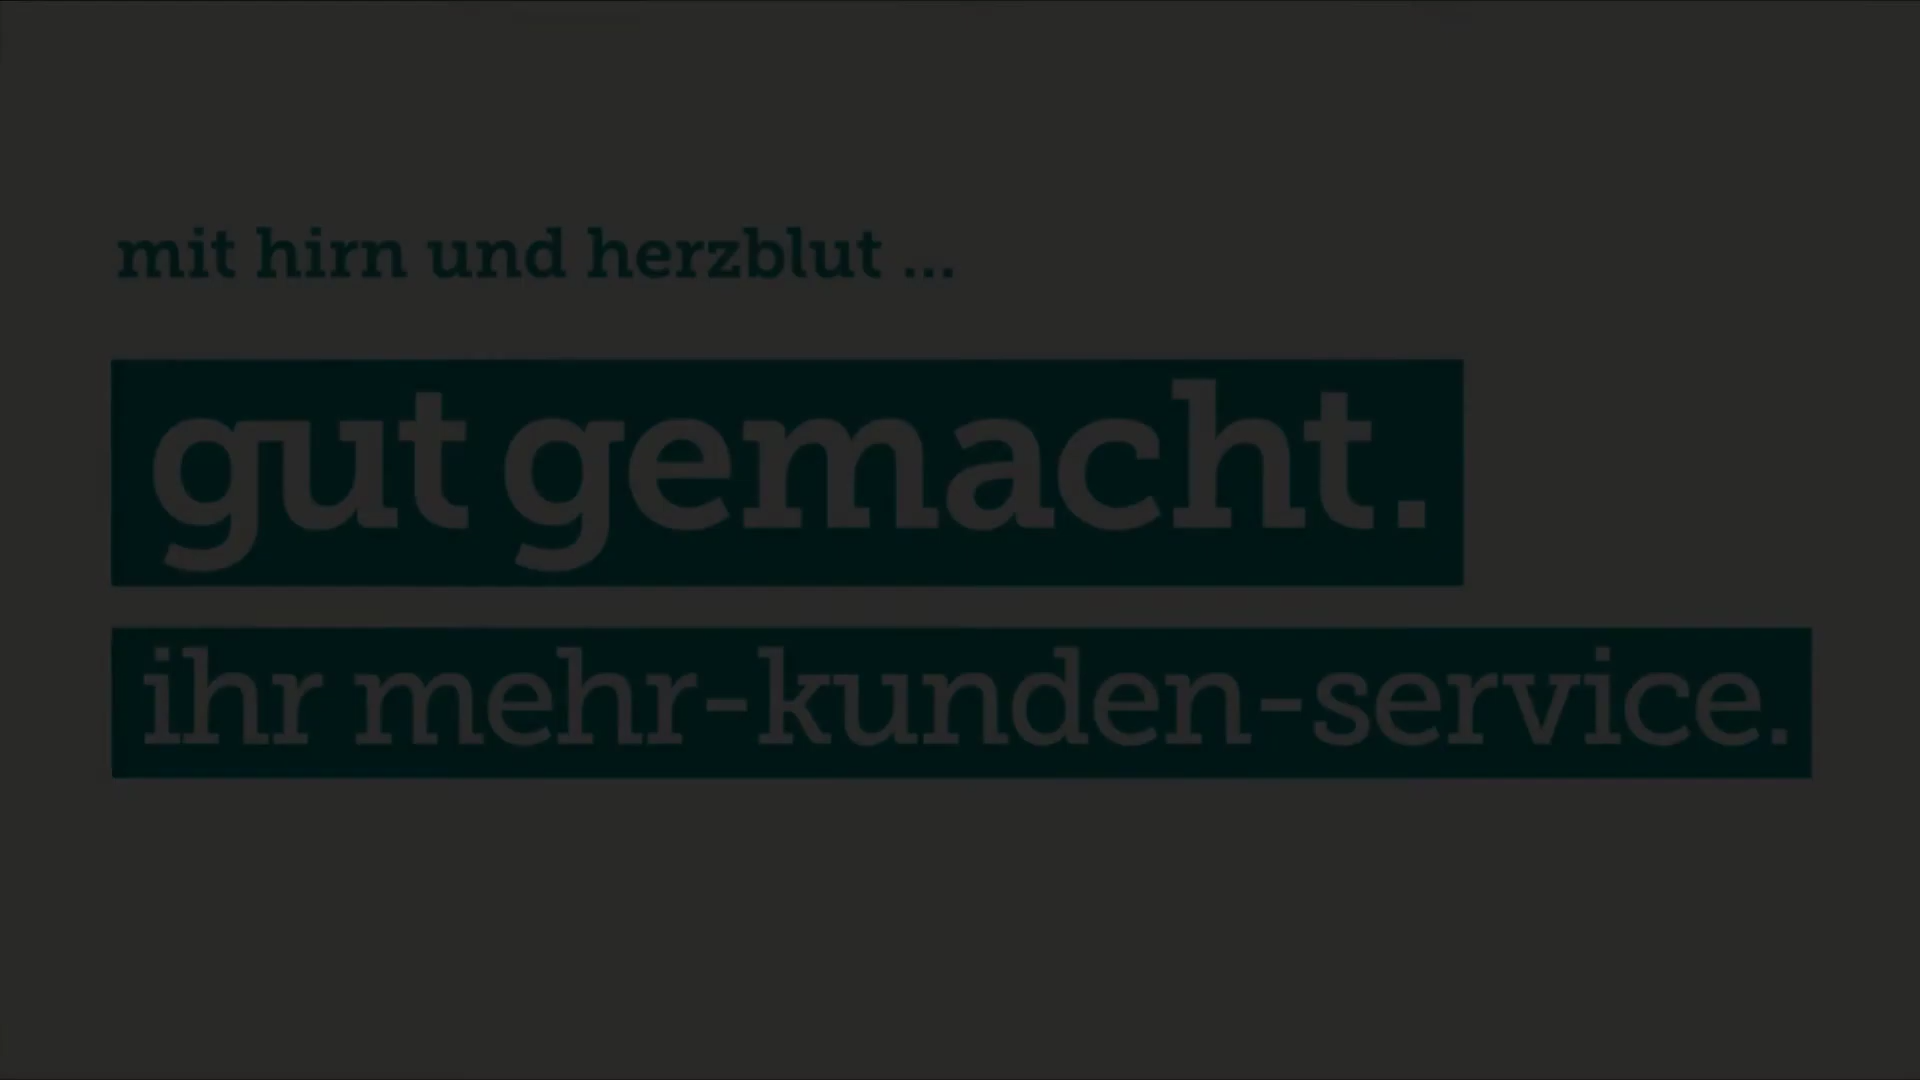 mit hirn und herzblut ...
gut gemacht.
ihr mehr-kunden-service.